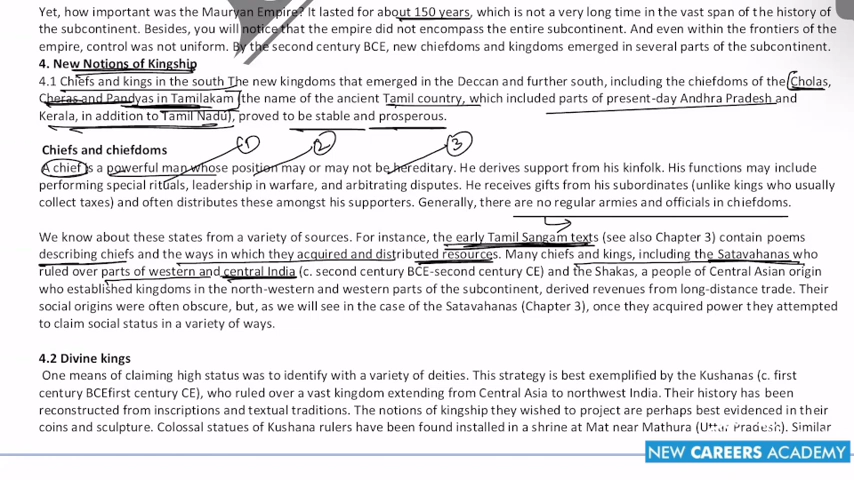 Yet, how important was the Mauryan Empire? It lasted for about 150 years, which is not a very long time in the vast span of the history of
the subcontinent. Besides, you will notice that the empire did not encompass the entire subcontinent. And even within the frontiers of the
empire, control was not uniform. By the second century BCE, new chiefdoms and kingdoms emerged in several parts of the subcontinent.
4. New Notions of Kingship
4.1 Chiefs and kings in the south The new kingdoms that emerged in the Deccan and further south, including the chiefdoms of the Cholas,
Cheras and Pandyas in Tamilakam (the name of the ancient Tamil country, which included parts of present-day Andhra Pradesh and
Kerala, in addition to Tamil Nadu), proved to be stable and prosperous.
Chiefs and chiefdoms 1 2 3
A chief is a powerful man whose position may or may not be hereditary. He derives support from his kinfolk. His functions may include
performing special rituals, leadership in warfare, and arbitrating disputes. He receives gifts from his subordinates (unlike kings who usually
collect taxes) and often distributes these amongst his supporters. Generally, there are no regular armies and officials in chiefdoms.
We know about these states from a variety of sources. For instance, the early Tamil Sangam texts (see also Chapter 3) contain poems
describing chiefs and the ways in which they acquired and distributed resources. Many chiefs and kings, including the Satavahanas who
ruled over parts of western and central India (c. second century BCE-second century CE) and the Shakas, a people of Central Asian origin
who established kingdoms in the north-western and western parts of the subcontinent, derived revenues from long-distance trade. Their
social origins were often obscure, but, as we will see in the case of the Satavahanas (Chapter 3), once they acquired power they attempted
to claim social status in a variety of ways.
4.2 Divine kings
One means of claiming high status was to identify with a variety of deities. This strategy is best exemplified by the Kushanas (c. first
century BCEfirst century CE), who ruled over a vast kingdom extending from Central Asia to northwest India. Their history has been
reconstructed from inscriptions and textual traditions. The notions of kingship they wished to project are perhaps best evidenced in their
coins and sculpture. Colossal statues of Kushana rulers have been found installed in a shrine at Mat near Mathura (Uttar Pradesh). Similar
NEW CAREERS ACADEMY